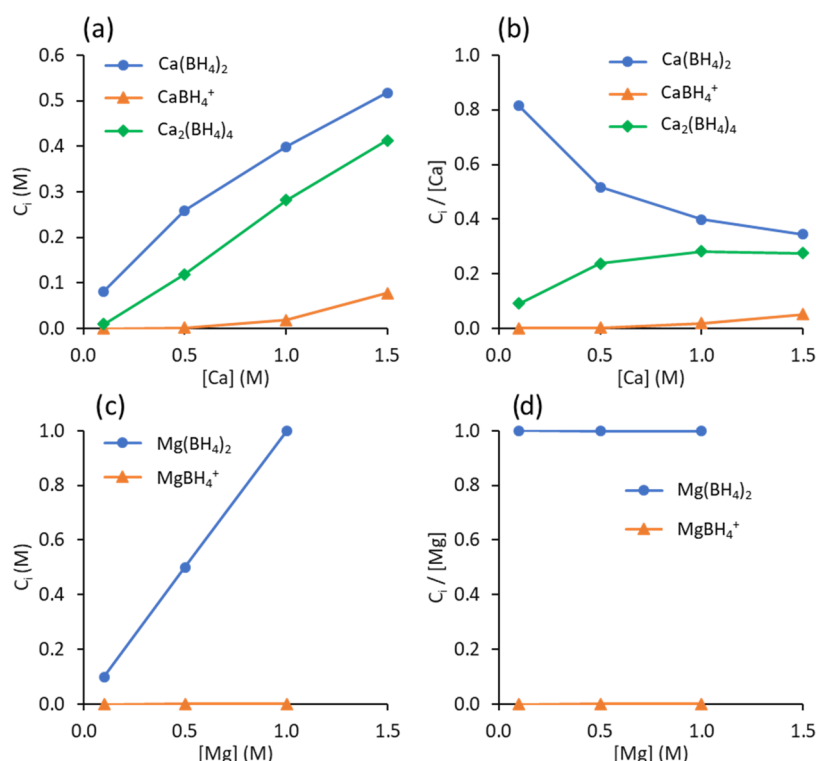 (a)
Ca(BH₄)₂
CaBH₄⁺
Ca₂(BH₄)₄
Cᵢ (M)
0.6
0.5
0.4
0.3
0.2
0.1
0.0
0.0 0.5 1.0 1.5
[Ca] (M)
(b)
Ca(BH₄)₂
CaBH₄⁺
Ca₂(BH₄)₄
Cᵢ / [Ca]
1.0
0.8
0.6
0.4
0.2
0.0
0.0 0.5 1.0 1.5
[Ca] (M)
(c)
Mg(BH₄)₂
MgBH₄⁺
Cᵢ (M)
1.0
0.8
0.6
0.4
0.2
0.0
0.0 0.5 1.0 1.5
[Mg] (M)
(d)
Mg(BH₄)₂
MgBH₄⁺
Cᵢ / [Mg]
1.0
0.8
0.6
0.4
0.2
0.0
0.0 0.5 1.0 1.5
[Mg] (M)